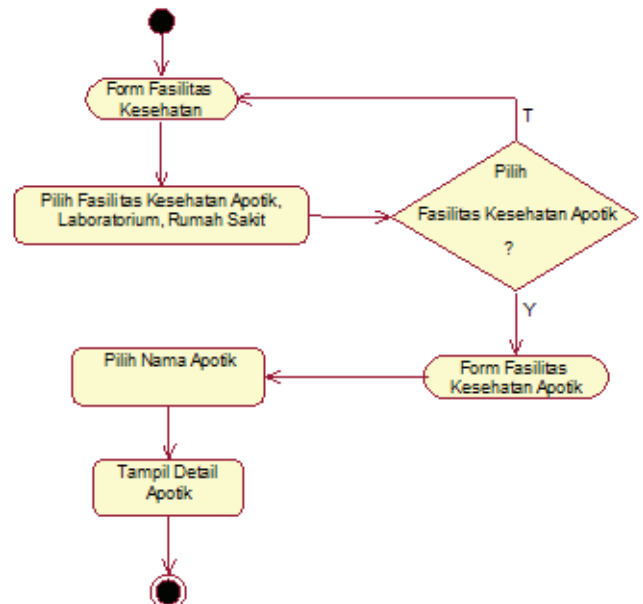 Form Fasilitas
Kesehatan
T
Pilih
Fasilitas Kesehatan Apotik
?
Pilih Fasilitas Kesehatan Apotik,
Laboratorium, Rumah Sakit
Y
Form Fasilitas
Kesehatan Apotik
Pilih Nama Apotik
Tampil Detail
Apotik